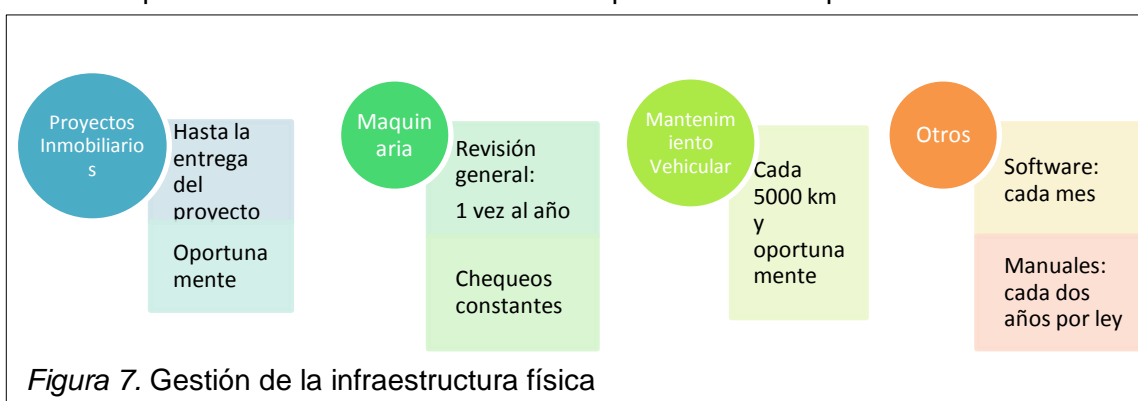 Proyectos
Inmobiliario
s
Hasta la
entrega
del
proyecto
Oportuna
mente
Maquin
aria
Revisión
general:
1 vez al año
Chequeos
constantes
Mantenim
iento
Vehicular
Cada
5000 km
y
oportuna
mente
Otros
Software:
cada mes
Manuales:
cada dos
años por ley
Figura 7. Gestión de la infraestructura física